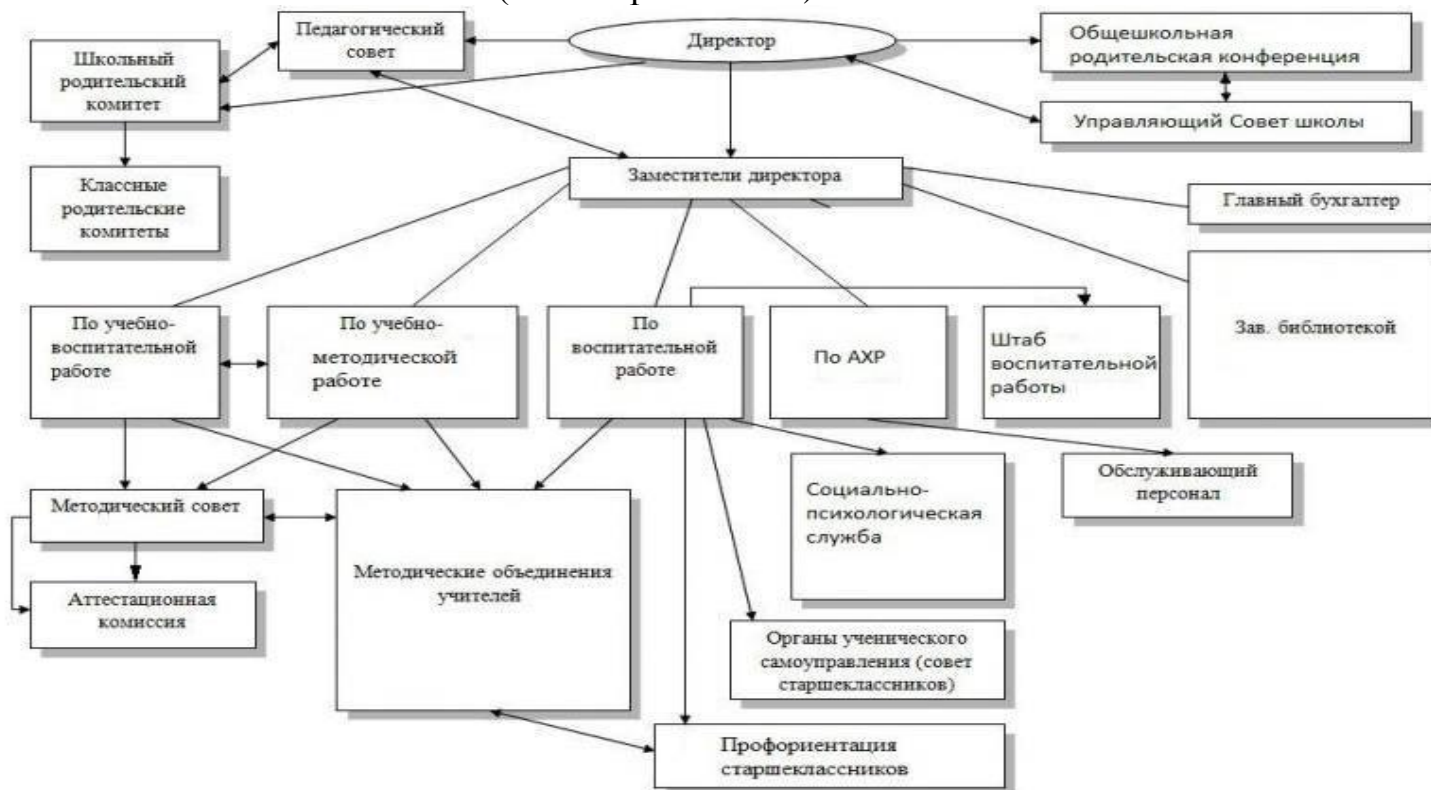 Педагогический
совет
Директор
Общешкольная
родительская конференция
Школьный
родительский
комитет
Управляющий Совет школы
Заместители директора
Классные
родительские
комитеты
Главный бухгалтер
По учебно-
воспитательной
работе
По учебно-
методической
работе
По
воспитательной
работе
По АХР
Штаб
воспитательной
работы
Зав. библиотекой
Методический совет
Социально-
психологическая
служба
Обслуживающий
персонал
Методические объединения
учителей
Аттестационная
комиссия
Органы ученического
самоуправления (совет
старшеклассников)
Профориентация
старшеклассников